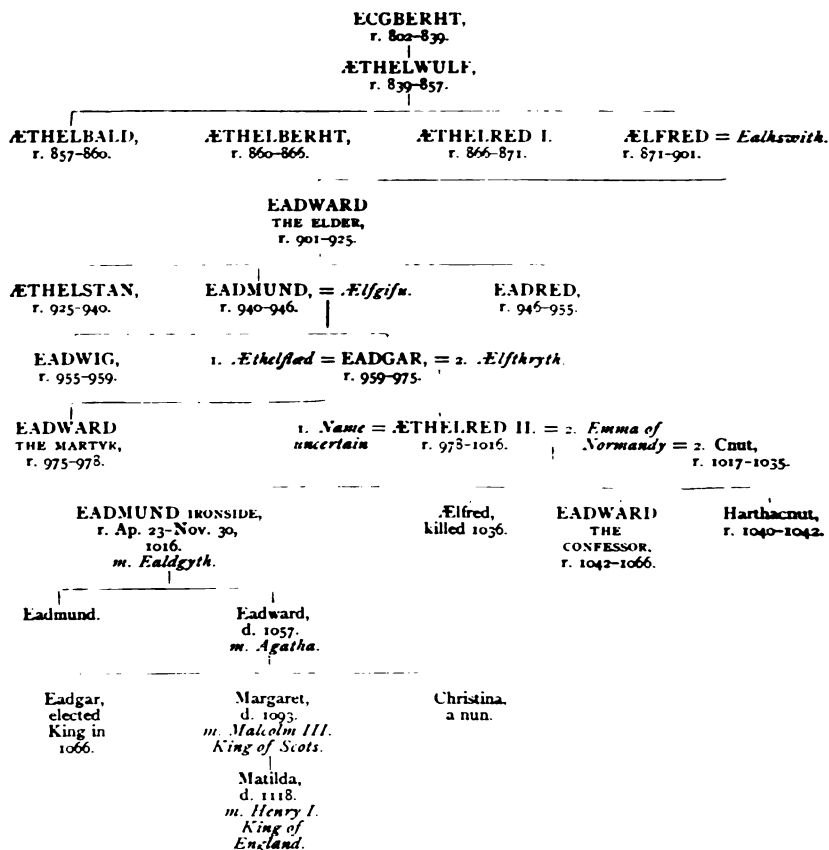 ECGBERHT,
r. 802–839.
ÆTHELWULF,
r. 839–857.
ÆTHELBALD, ÆTHELBERHT, ÆTHELRED I. ÆLFRED = Ealhswith.
r. 857–860. r. 860–866. r. 866–871. r. 871–901.
EADWARD
THE ELDER,
r. 901–925.
ÆTHELSTAN, EADMUND, = Ælfgifu. EADRED,
r. 925-940. r. 940–946. r. 946–955.
EADWIG, 1. Æthelflæd = EADGAR, = 2. Ælfthryth.
r. 955–959. r. 959–975.
EADWARD 1. Name = ÆTHELRED II. = 2. Emma of
THE MARTYR, uncertain r. 978–1016. Normandy = 2. Cnut,
r. 975–978. r. 1017–1035.
EADMUND IRONSIDE, Ælfred, EADWARD Harthacnut,
r. Ap. 23–Nov. 30, killed 1036. THE r. 1040–1042.
1016. CONFESSOR,
m. Ealdgyth. r. 1042–1066.
Eadmund. Eadward,
d. 1057.
m. Agatha.
Eadgar, Margaret, Christina,
elected d. 1093. a nun.
King in m. Malcolm III.
1066. King of Scots.
Matilda,
d. 1118.
m. Henry I.
King of
England.